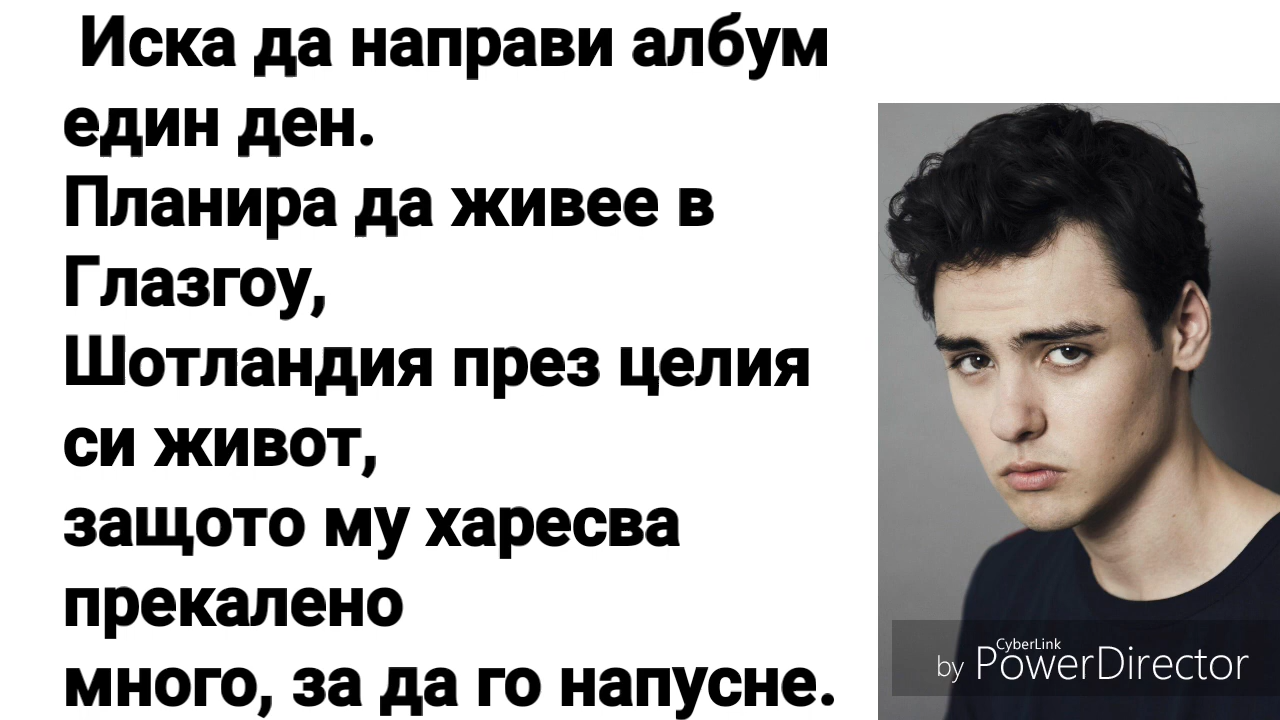 Иска да направи албум
един ден.
Планира да живее в
Глазгоу,
Шотландия през целия
си живот,
защото му харесва
прекалено
много, за да го напусне.
CyberLink
by PowerDirector